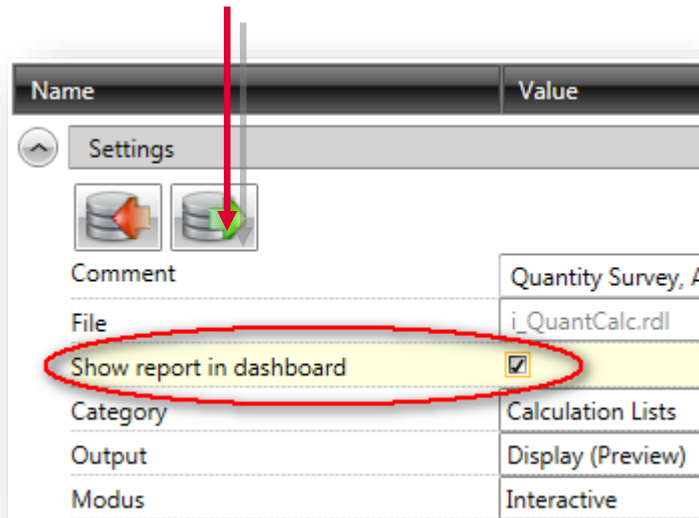 Name Value
Settings
Comment Quantity Survey, A
File i_QuantCalc.rdl
Show report in dashboard
Category Calculation Lists
Output Display (Preview)
Modus Interactive